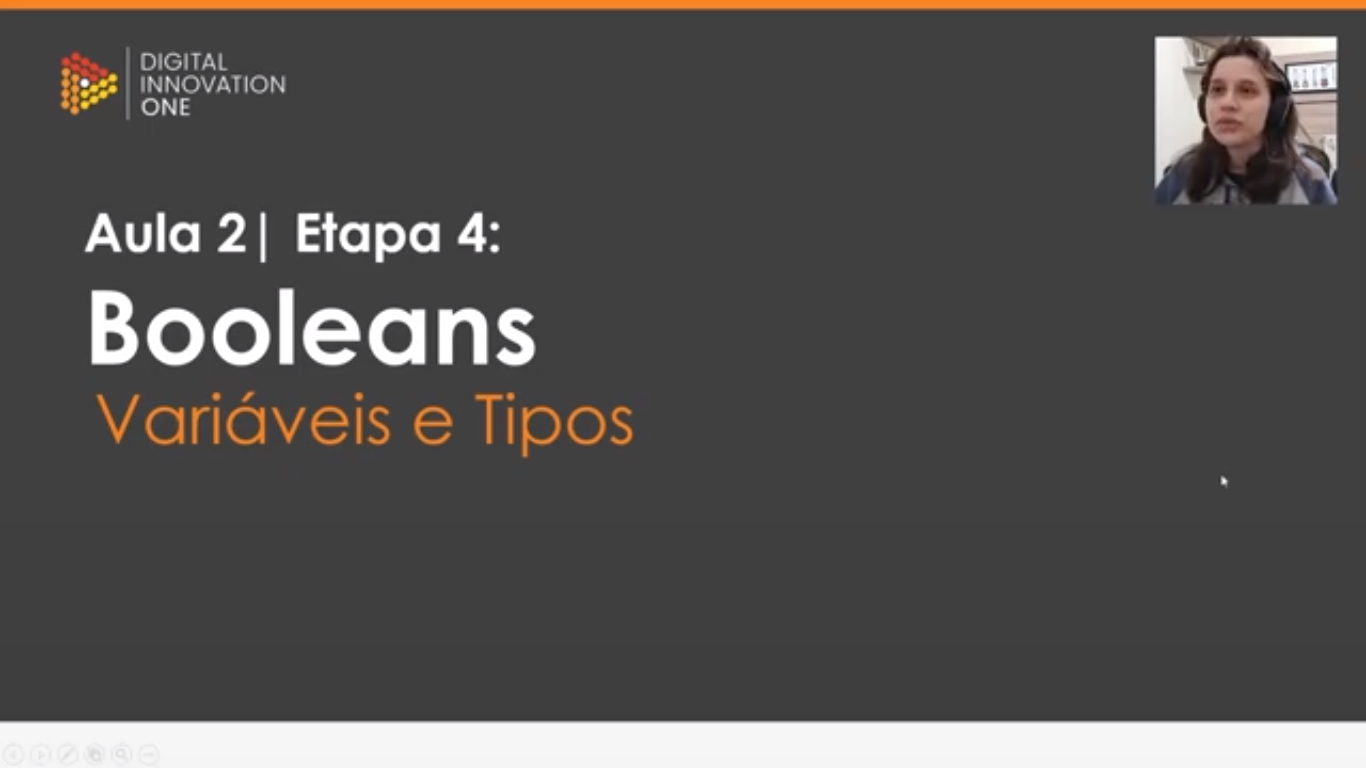 DIGITAL
INNOVATION
ONE
Aula 2| Etapa 4:
Booleans
Variáveis e Tipos